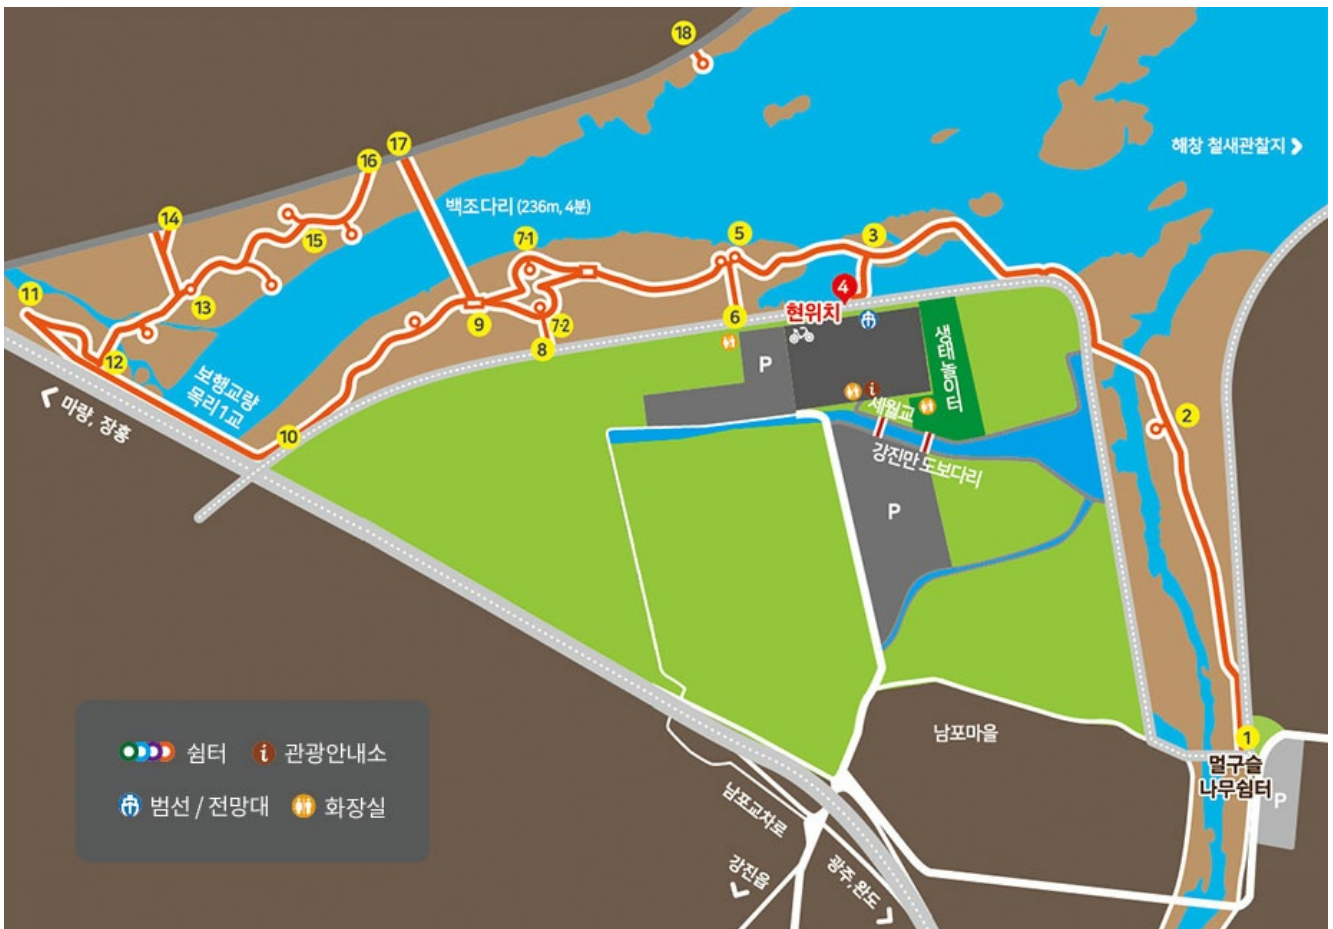 18
17
16
해창 철새관찰지
백조다리 (236m, 4분)
14
15
7-1
5
3
4
현위치
11
13
9
7-2
6
8
12
P
생태놀이터
보행교량
목리1교
마량, 장흥
10
i
세월교
2
강진만 도보다리
P
남포마을
1
멀구슬
나무쉼터
P
쉼터
i 관광안내소
범선 / 전망대
화장실
남포교차로
강진읍
광주, 완도